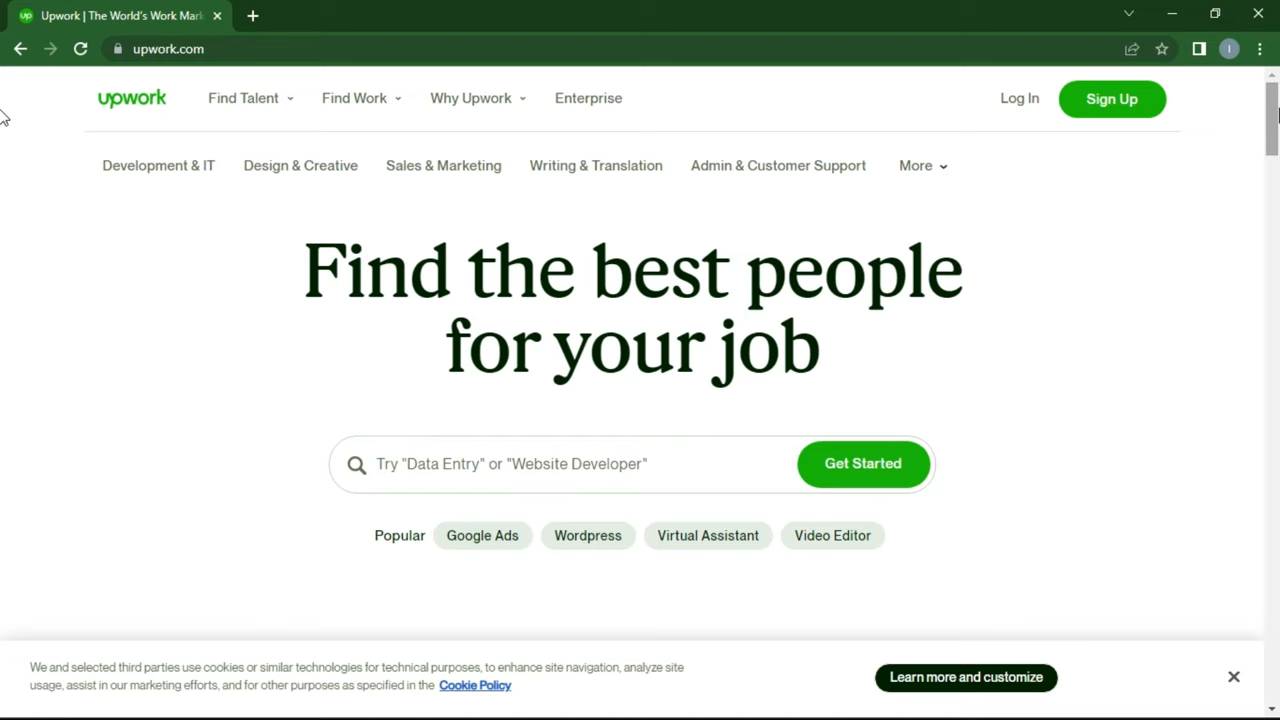 Upwork | The World's Work Mar
upwork.com
I
upwork Find Talent Find Work Why Upwork Enterprise Log In Sign Up
Development & IT Design & Creative Sales & Marketing Writing & Translation Admin & Customer Support More
Find the best people
for your job
Try "Data Entry" or "Website Developer" Get Started
Popular Google Ads Wordpress Virtual Assistant Video Editor
We and selected third parties use cookies or similar technologies for technical purposes, to enhance site navigation, analyze site
usage, assist in our marketing efforts, and for other purposes as specified in the Cookie Policy
Learn more and customize